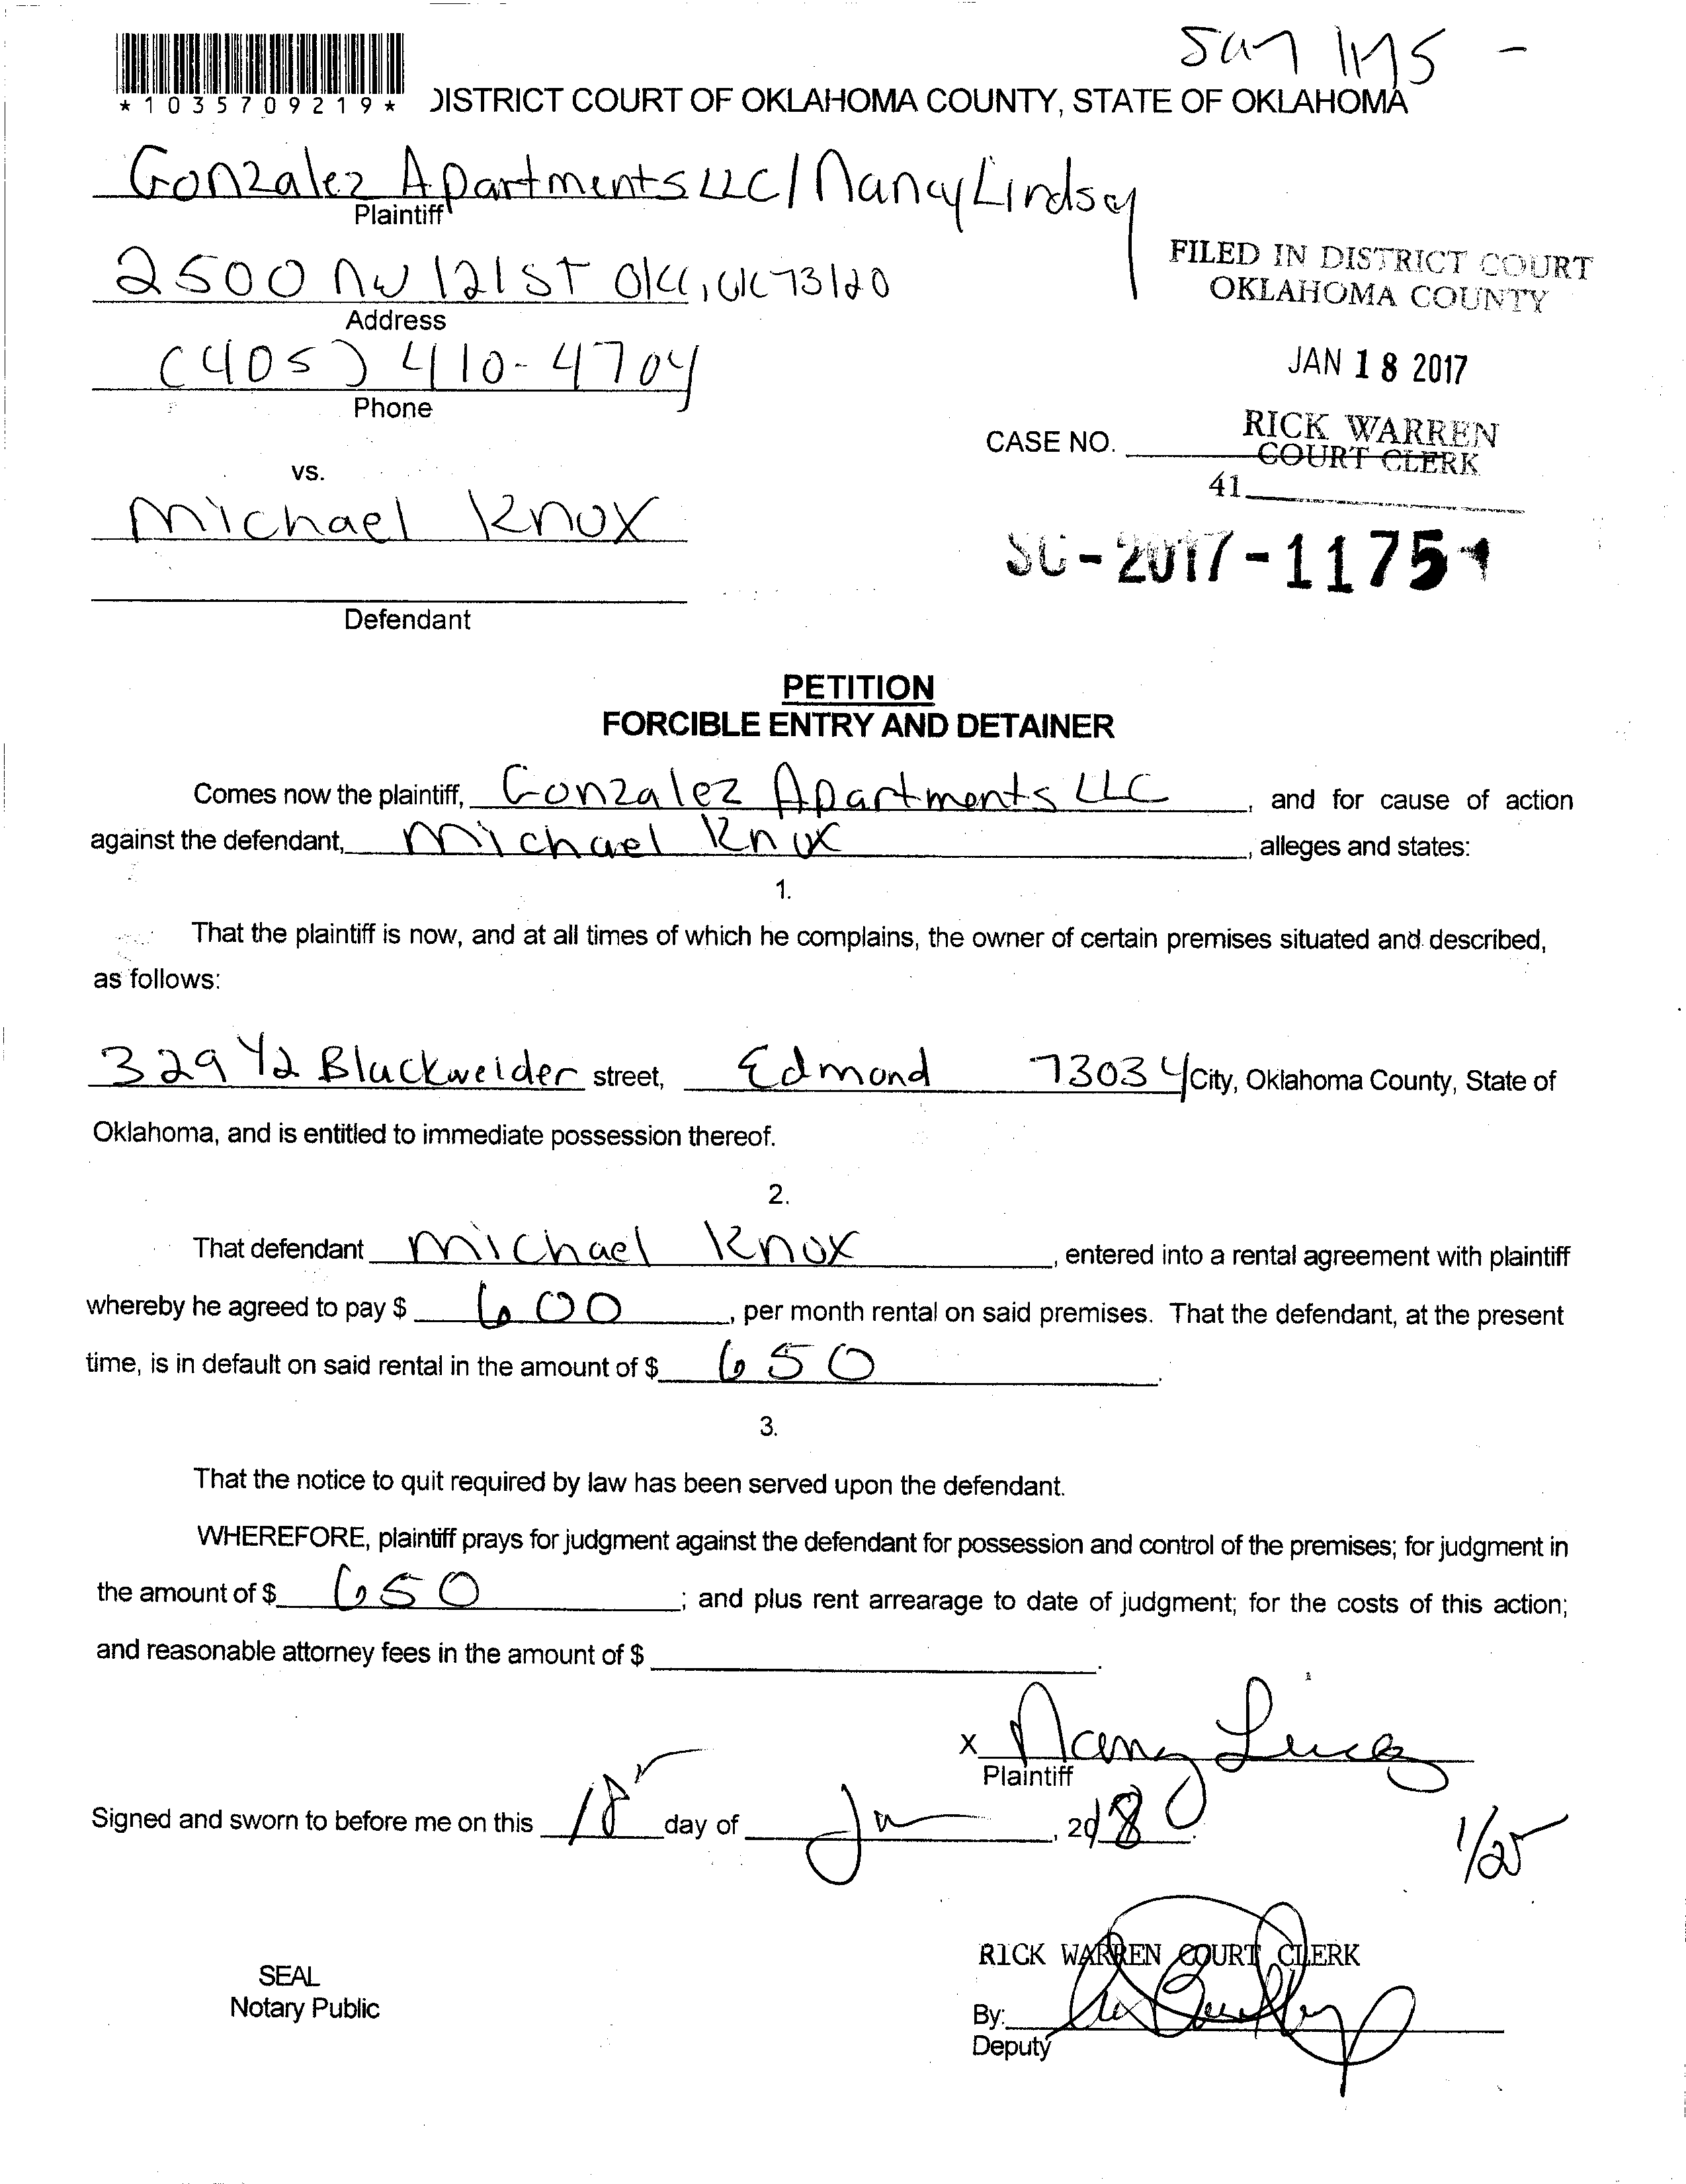 *1035709219*
DISTRICT COURT OF OKLAHOMA COUNTY, STATE OF OKLAHOMA
Gonzalez Apartments LLC/ Nancy Lindsey
Plaintiff
2500 NW 121ST OKC, OK 73120
Address
FILED IN DISTRICT COURT
OKLAHOMA COUNTY
(405) 410-4704
Phone
JAN 18 2017
RICK WARREN
COURT CLERK
CASE NO.
41
vs.
Michael Knox
SC-2017-1175
Defendant
PETITION
FORCIBLE ENTRY AND DETAINER
Comes now the plaintiff, Gonzalez Apartments LLC, and for cause of action
against the defendant, Michael Knox, alleges and states:
1.
That the plaintiff is now, and at all times of which he complains, the owner of certain premises situated and described,
as follows:
329 1/2 Blackwelder street, Edmond 73034 City, Oklahoma County, State of
Oklahoma, and is entitled to immediate possession thereof.
2.
That defendant Michael Knox, entered into a rental agreement with plaintiff
whereby he agreed to pay $ 600, per month rental on said premises. That the defendant, at the present
time, is in default on said rental in the amount of $ 650.
3.
That the notice to quit required by law has been served upon the defendant.
WHEREFORE, plaintiff prays for judgment against the defendant for possession and control of the premises; for judgment in
the amount of $ 650; and plus rent arrearage to date of judgment; for the costs of this action;
and reasonable attorney fees in the amount of $ .
X Nancy
Plaintiff
Signed and sworn to before me on this 18 day of Jan, 20 18.
1/25
RICK WARREN COURT CLERK
SEAL
Notary Public
By:
Deputy